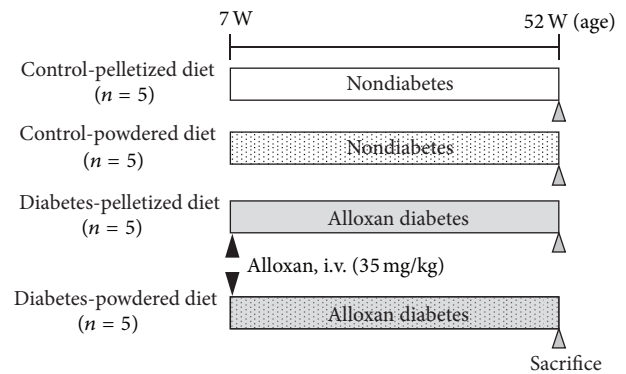 7 W 52 W (age)
Control-pelletized diet
(n = 5)
Nondiabetes
Control-powdered diet
(n = 5)
Nondiabetes
Diabetes-pelletized diet
(n = 5)
Alloxan diabetes
Alloxan, i.v. (35 mg/kg)
Diabetes-powdered diet
(n = 5)
Alloxan diabetes
Sacrifice